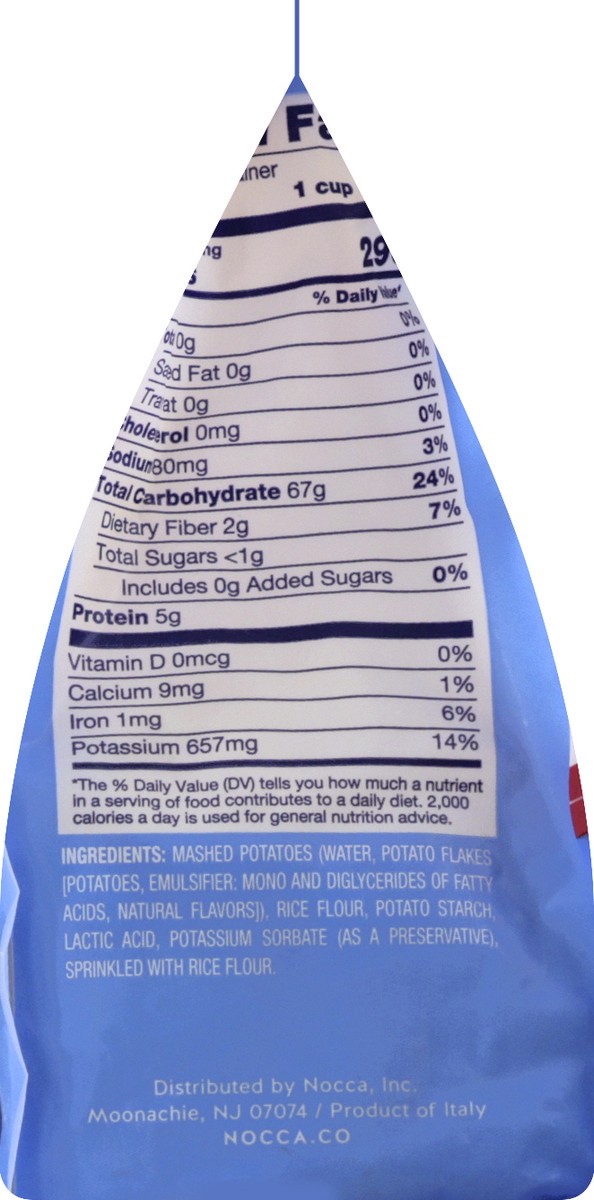 1 cup
% Daily Value*
0g 0%
Fat 0g 0%
0g 0%
0mg 0%
80mg 3%
Total Carbohydrate 67g 24%
Dietary Fiber 2g 7%
Total Sugars <1g
Includes 0g Added Sugars 0%
Protein 5g
Vitamin D 0mcg 0%
Calcium 9mg 1%
Iron 1mg 6%
Potassium 657mg 14%
*The % Daily Value (DV) tells you how much a nutrient
in a serving of food contributes to a daily diet. 2,000
calories a day is used for general nutrition advice.
INGREDIENTS: MASHED POTATOES (WATER, POTATO FLAKES
[POTATOES, EMULSIFIER: MONO AND DIGLYCERIDES OF FATTY
ACIDS, NATURAL FLAVORS]), RICE FLOUR, POTATO STARCH,
LACTIC ACID, POTASSIUM SORBATE (AS A PRESERVATIVE),
SPRINKLED WITH RICE FLOUR.
Distributed by Nocca, Inc.
Moonachie, NJ 07074 / Product of Italy
NOCCA.CO